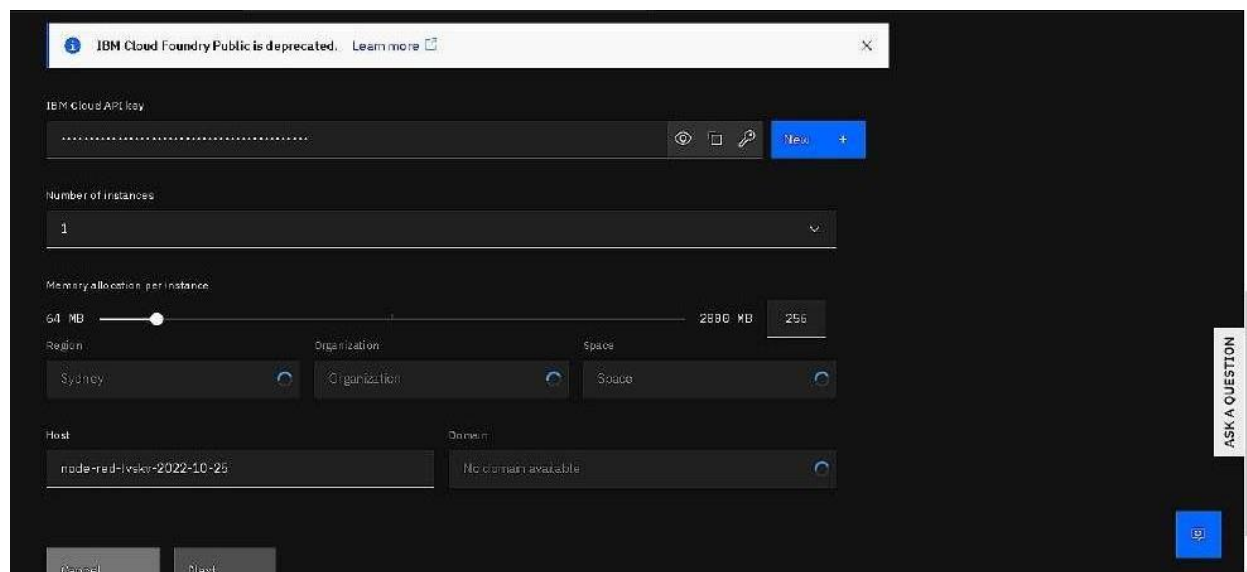 IBM Cloud Foundry Public is deprecated. Learn more
IBM Cloud API key
New +
Number of instances
1
Memory allocation per instance
64 MB 256
Region Organization Space
Sydney Organization Space
Host Domain
node-red-lvskv-2022-10-25 No domain available
Cancel Next
ASK A QUESTION